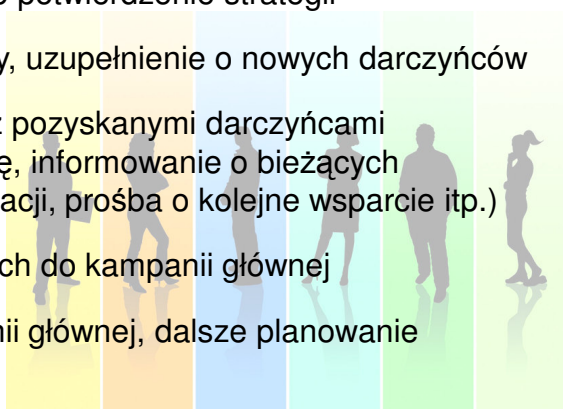 potwierdzenie strategii
y, uzupełnienie o nowych darczyńców
z pozyskanymi darczyńcami
ę, informowanie o bieżących
acji, prośba o kolejne wsparcie itp.)
ch do kampanii głównej
nii głównej, dalsze planowanie